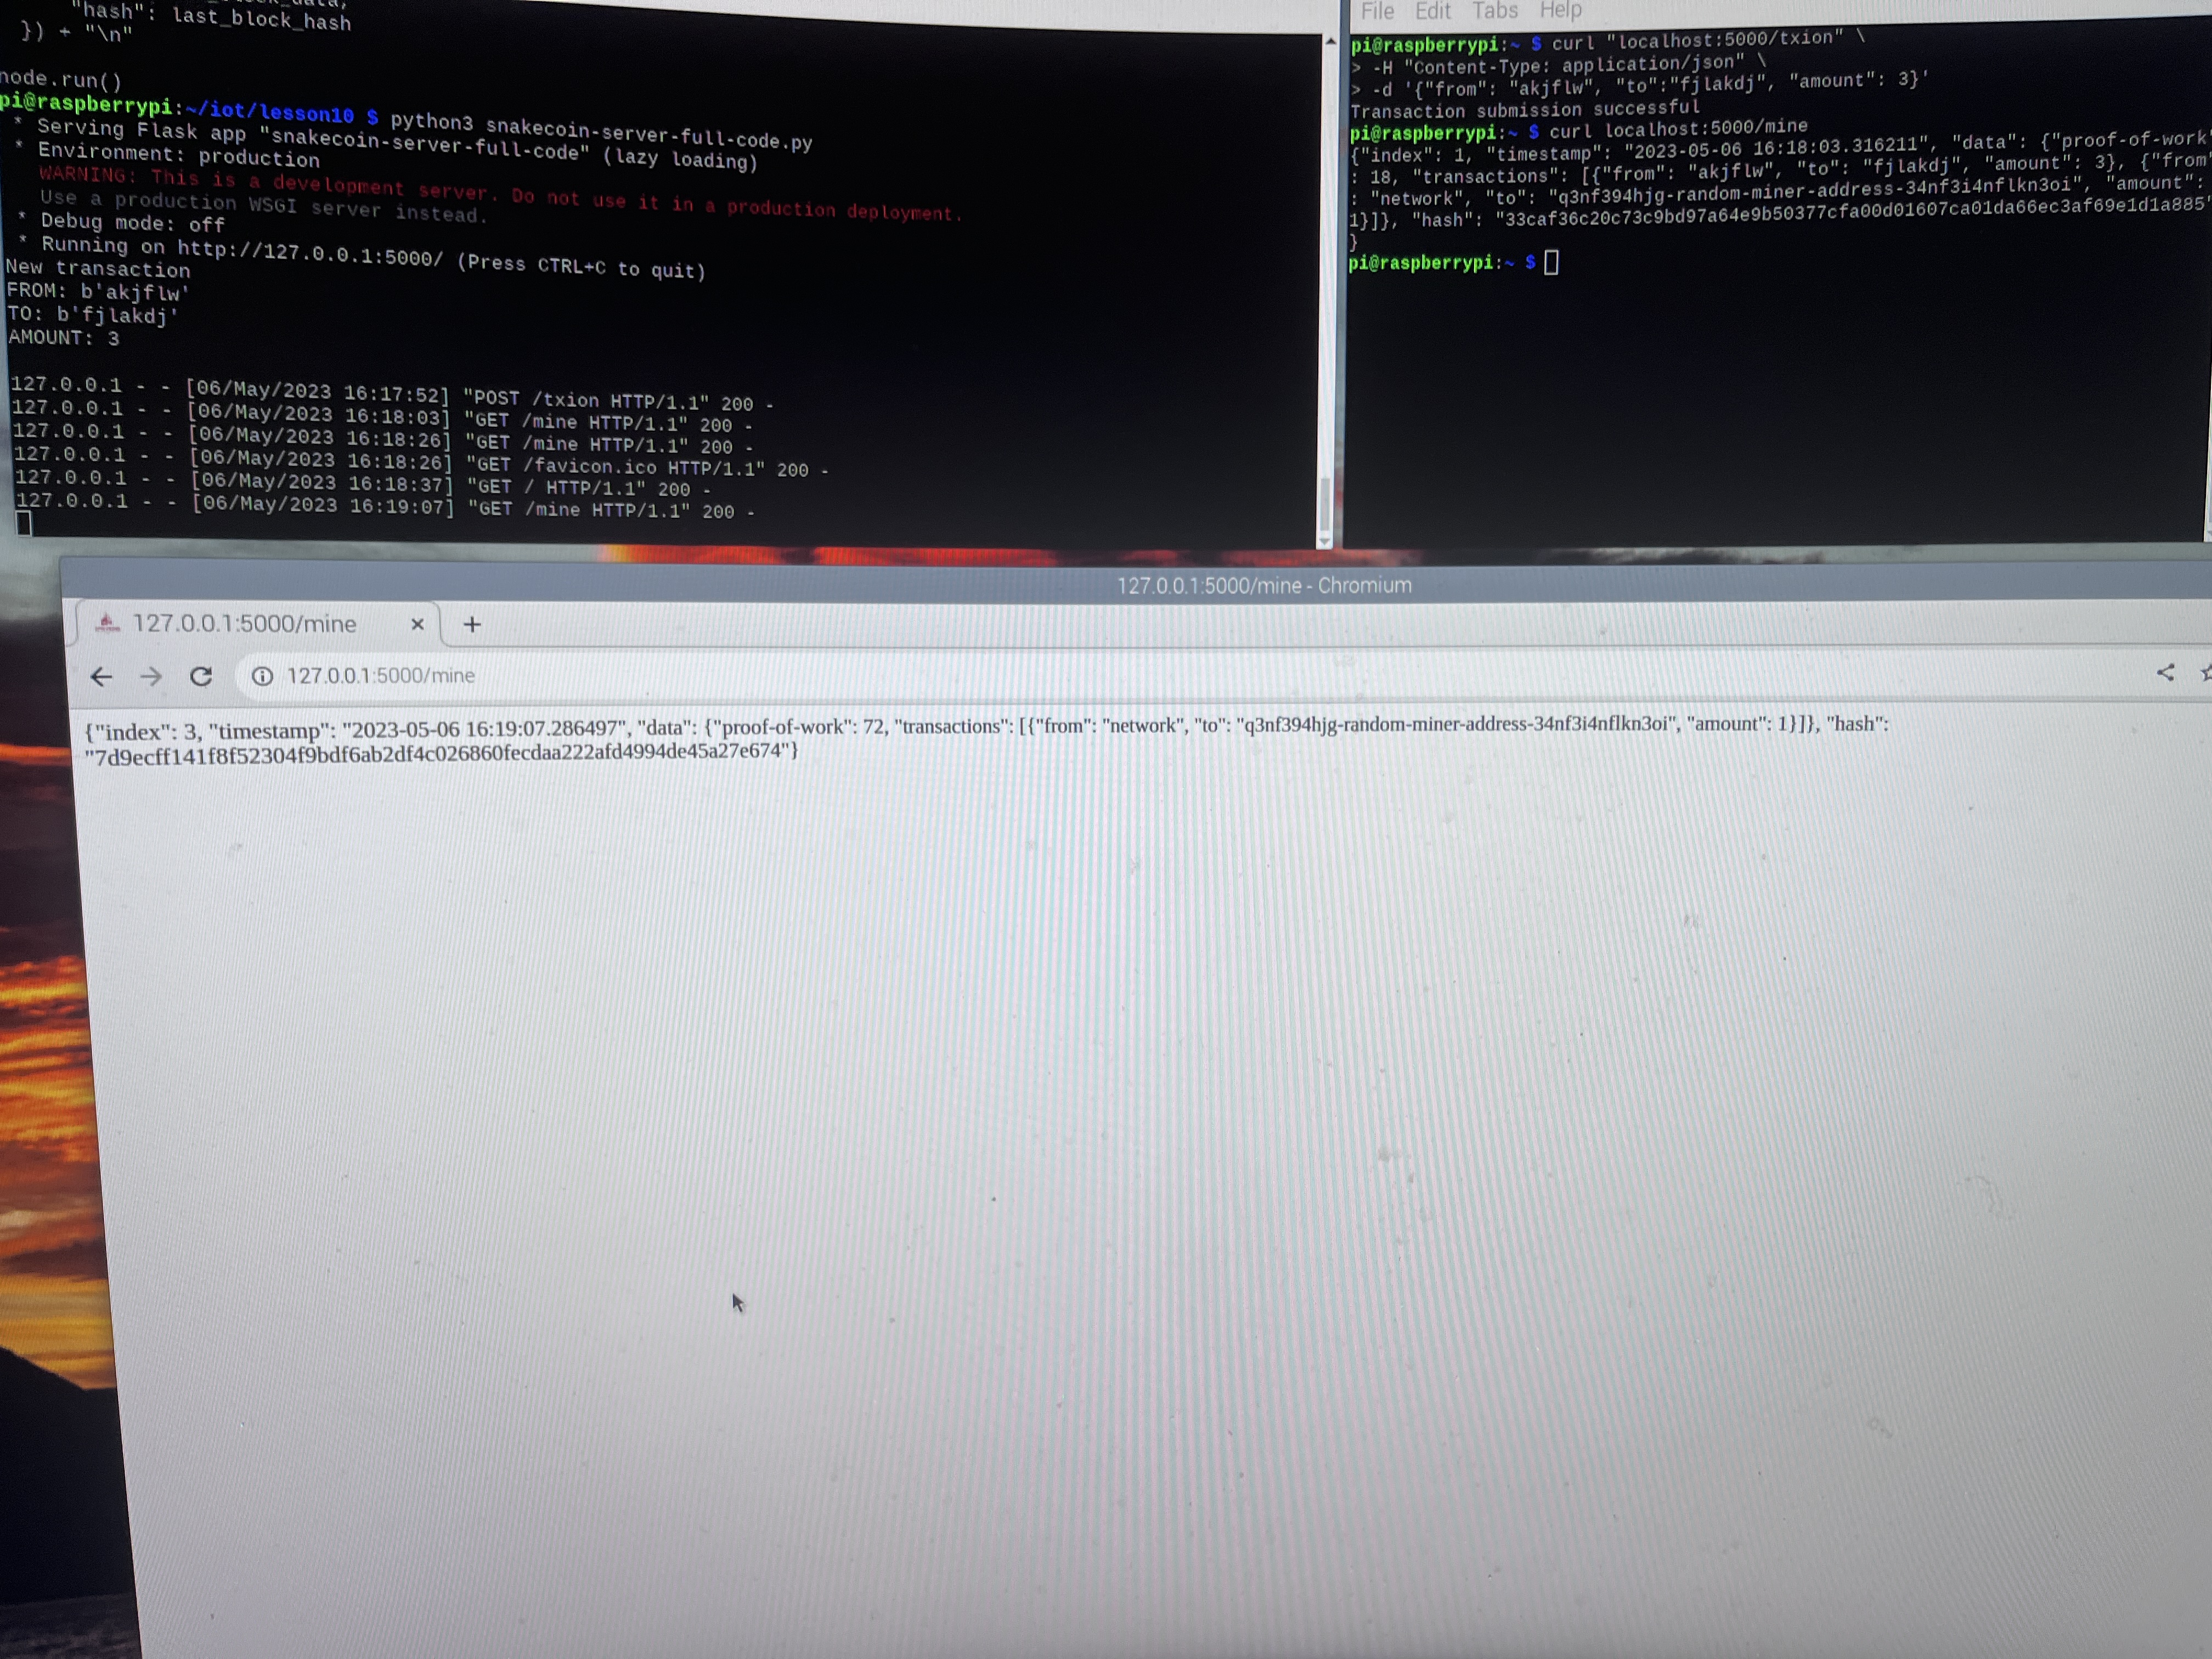 "hash": last_block_hash
}) + "\n"
node.run()
pi@raspberrypi:~/iot/lesson10 $ python3 snakecoin-server-full-code.py
* Serving Flask app "snakecoin-server-full-code" (lazy loading)
* Environment: production
WARNING: This is a development server. Do not use it in a production deployment.
Use a production WSGI server instead.
* Debug mode: off
* Running on http://127.0.0.1:5000/ (Press CTRL+C to quit)
New transaction
FROM: b'akjflw'
TO: b'fjlakdj'
AMOUNT: 3
127.0.0.1 - - [06/May/2023 16:17:52] "POST /txion HTTP/1.1" 200 -
127.0.0.1 - - [06/May/2023 16:18:03] "GET /mine HTTP/1.1" 200 -
127.0.0.1 - - [06/May/2023 16:18:26] "GET /mine HTTP/1.1" 200 -
127.0.0.1 - - [06/May/2023 16:18:26] "GET /favicon.ico HTTP/1.1" 200 -
127.0.0.1 - - [06/May/2023 16:18:37] "GET / HTTP/1.1" 200 -
127.0.0.1 - - [06/May/2023 16:19:07] "GET /mine HTTP/1.1" 200 -
File Edit Tabs Help
pi@raspberrypi:~ $ curl "localhost:5000/txion" \
> -H "Content-Type: application/json" \
> -d '{"from": "akjflw", "to":"fjlakdj", "amount": 3}'
Transaction submission successful
pi@raspberrypi:~ $ curl localhost:5000/mine
{"index": 1, "timestamp": "2023-05-06 16:18:03.316211", "data": {"proof-of-work"
: 18, "transactions": [{"from": "akjflw", "to": "fjlakdj", "amount": 3}, {"from"
: "network", "to": "q3nf394hjg-random-miner-address-34nf3i4nflkn3oi", "amount":
1}]}, "hash": "33caf36c20c73c9bd97a64e9b50377cfa00d01607ca01da66ec3af69e1d1a885"
}
pi@raspberrypi:~ $
127.0.0.1:5000/mine - Chromium
127.0.0.1:5000/mine
127.0.0.1:5000/mine
{"index": 3, "timestamp": "2023-05-06 16:19:07.286497", "data": {"proof-of-work": 72, "transactions": [{"from": "network", "to": "q3nf394hjg-random-miner-address-34nf3i4nflkn3oi", "amount": 1}]}, "hash":
"7d9ecff141f8f52304f9bdf6ab2df4c026860fecdaa222afd4994de45a27e674"}